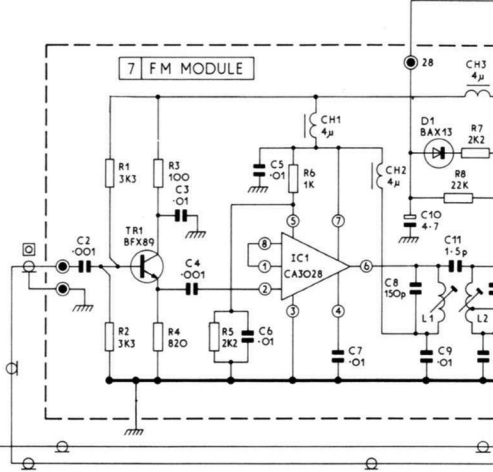 28
7 FM MODULE
CH3
4μ
CH1
4μ
D1
BAX13
R7
2K2
R1
3K3
R3
100
C3
·01
C5
·01
R6
1K
CH2
4μ
R8
22K
C10
4·7
C2
·001
TR1
BFX89
5
7
8
1
2
IC1
CA3028
6
C4
·001
C11
1·5p
C8
150p
L1
L2
3
4
R2
3K3
R4
820
R5
2K2
C6
·01
C7
·01
C9
·01